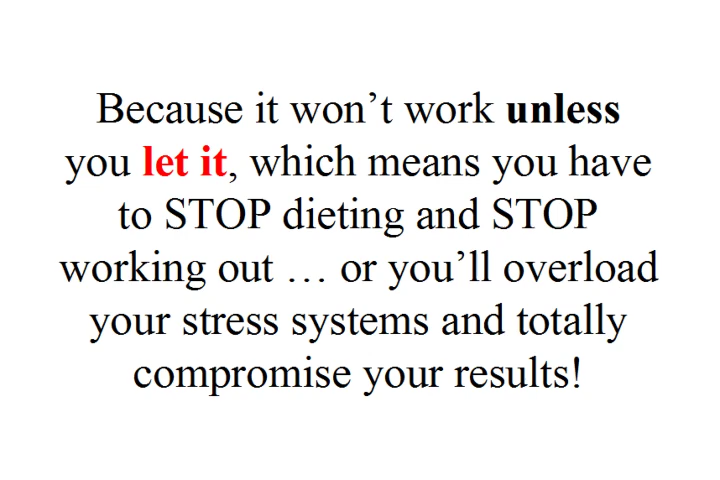 Because it won’t work unless
you let it, which means you have
to STOP dieting and STOP
working out … or you’ll overload
your stress systems and totally
compromise your results!